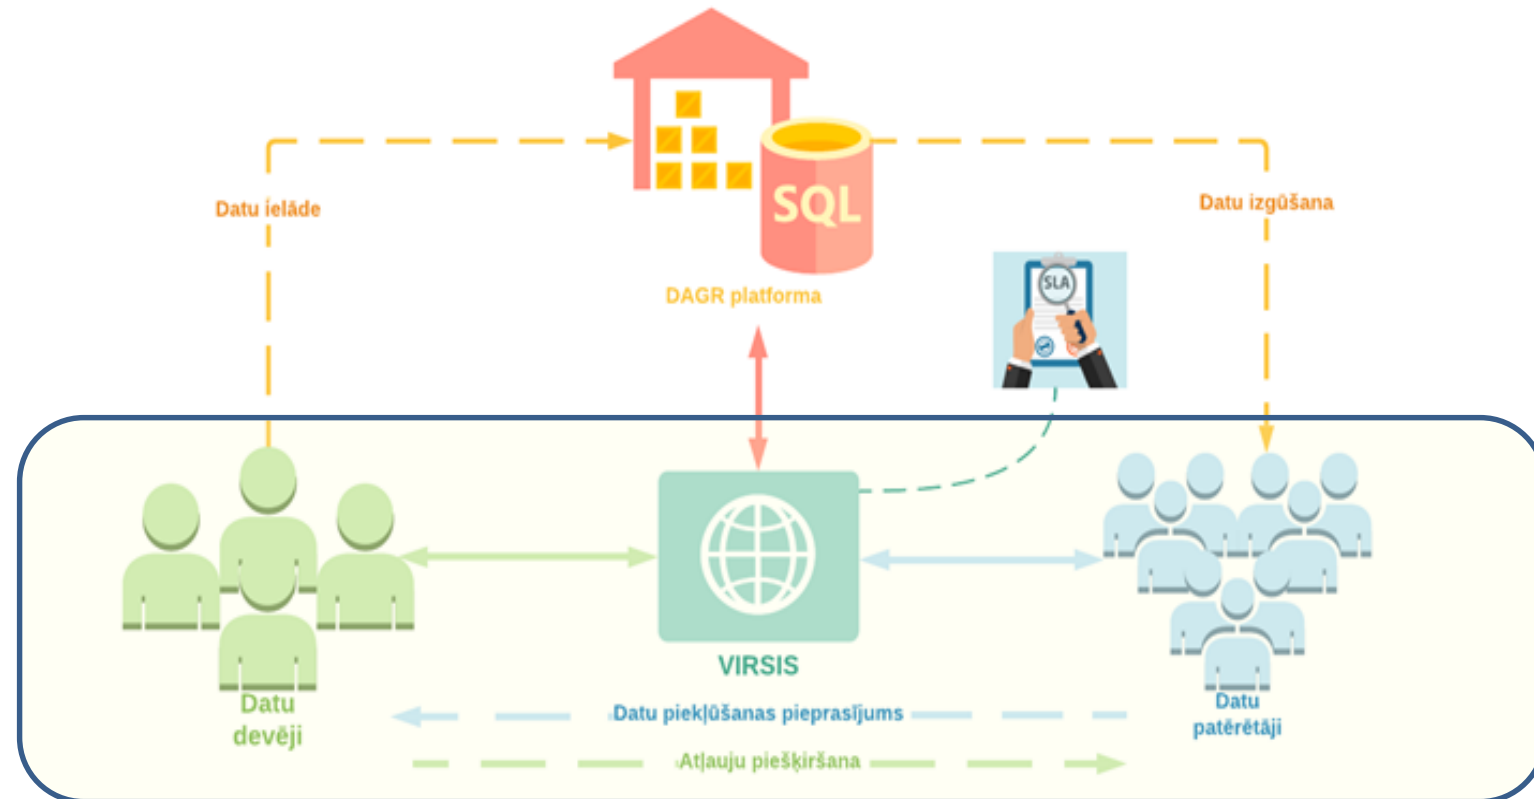 SQL
Datu ielāde
Datu izgūšana
DAGR platforma
SLA
VIRSIS
Datu
devēji
Datu
patērētāji
Datu piekļūšanas pieprasījums
Atļauju piešķiršana